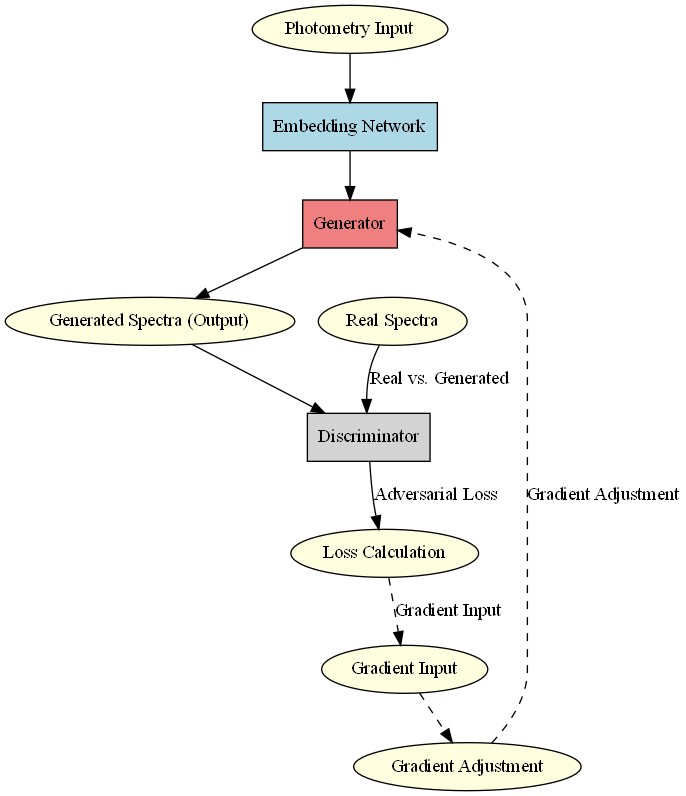 Photometry Input
Embedding Network
Generator
Generated Spectra (Output)
Real Spectra
Real vs. Generated
Discriminator
Adversarial Loss
Gradient Adjustment
Loss Calculation
Gradient Input
Gradient Input
Gradient Adjustment